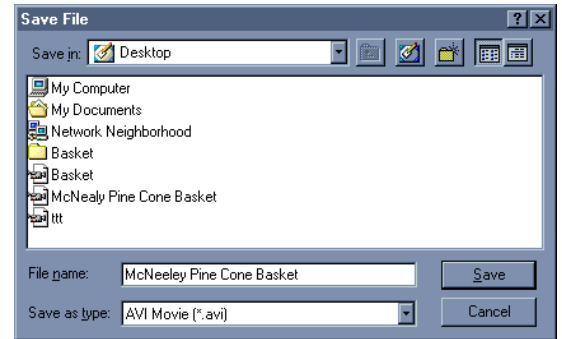 Save File
Save in: Desktop
My Computer
My Documents
Network Neighborhood
Basket
Basket
McNealy Pine Cone Basket
ttt
File name: McNeeley Pine Cone Basket Save
Save as type: AVI Movie (*.avi) Cancel